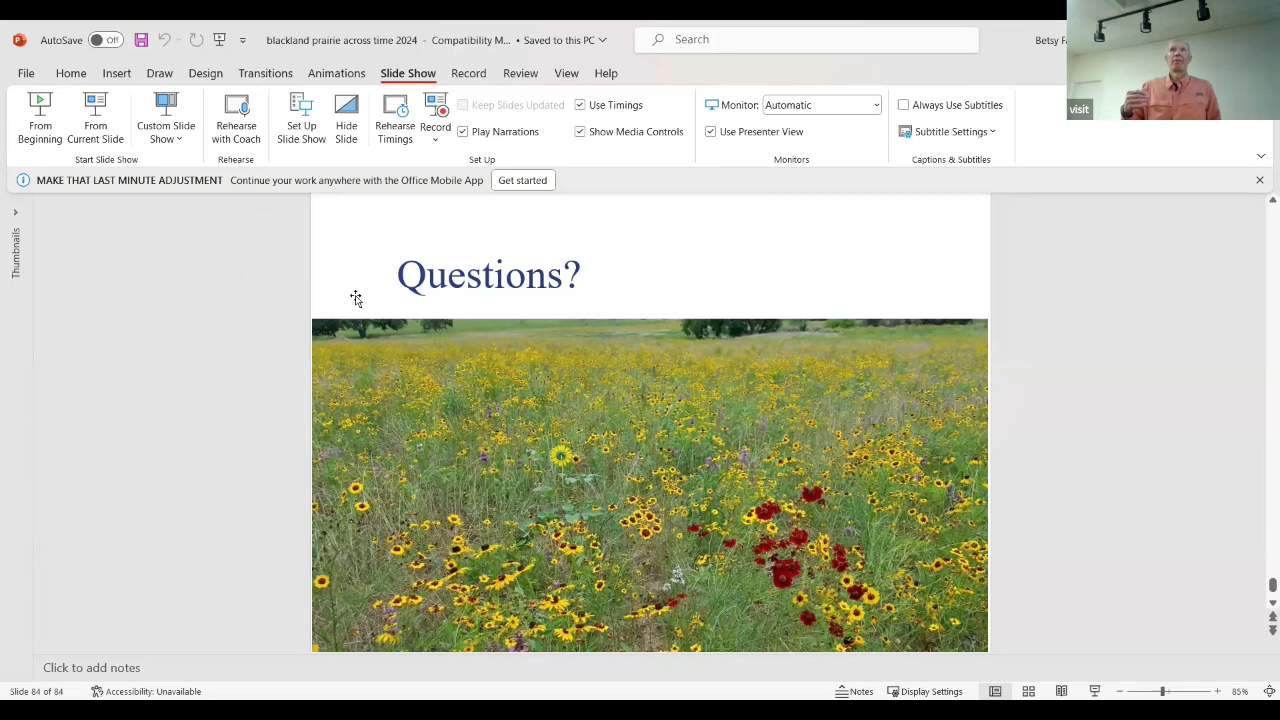 AutoSave Off
blackland prairie across time 2024 - Compatibility M... • Saved to this PC
Search
Betsy
visit
File Home Insert Draw Design Transitions Animations Slide Show Record Review View Help
From Beginning
From Current Slide
Custom Slide Show
Start Slide Show
Rehearse with Coach
Rehearse
Set Up Slide Show
Hide Slide
Rehearse Timings
Record
Keep Slides Updated
Play Narrations
Use Timings
Show Media Controls
Set Up
Monitor: Automatic
Use Presenter View
Monitors
Always Use Subtitles
Subtitle Settings
Captions & Subtitles
MAKE THAT LAST MINUTE ADJUSTMENT Continue your work anywhere with the Office Mobile App Get started
Thumbnails
Questions?
Click to add notes
Slide 84 of 84 Accessibility: Unavailable Notes Display Settings 85%